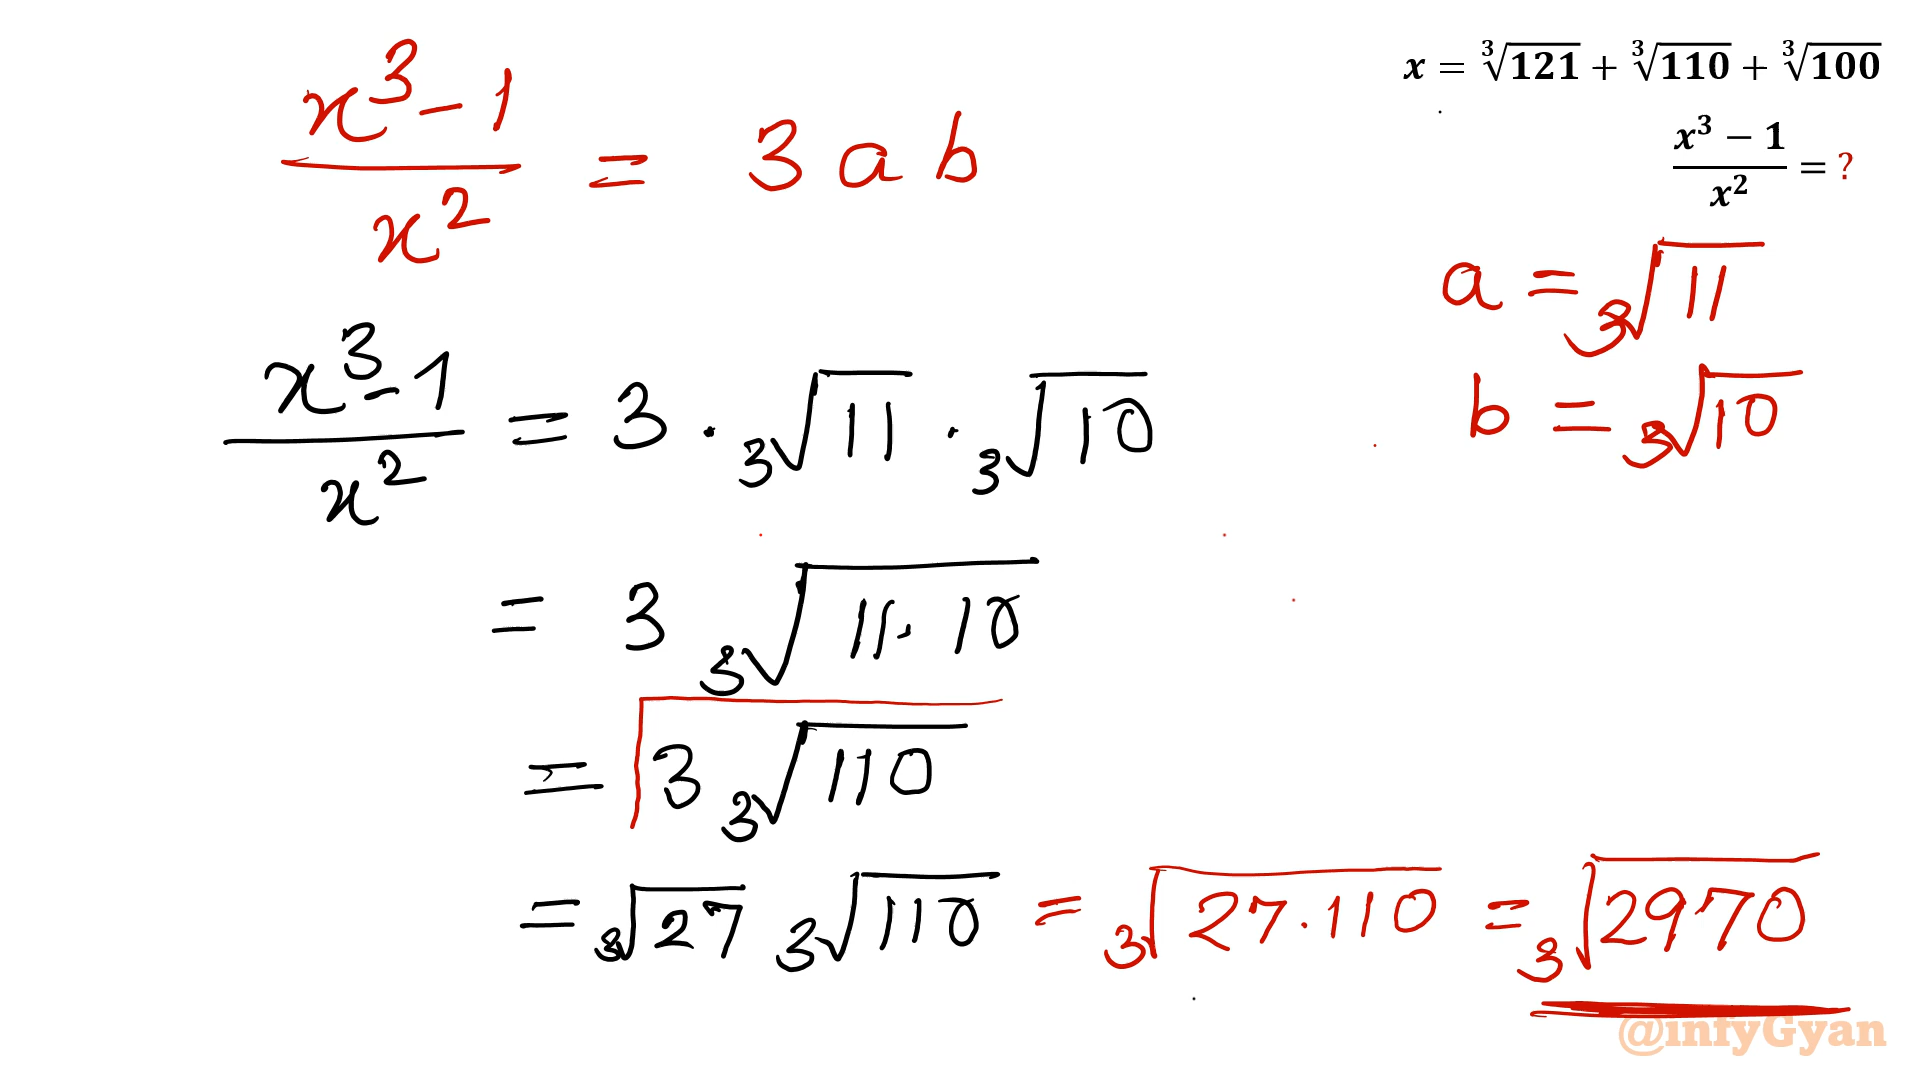 x = ∛121 + ∛110 + ∛100
(x³ − 1)/x² = ?
(x³ − 1)/x² = 3ab
a = ∛11
b = ∛10
(x³ − 1)/x² = 3 · ∛11 · ∛10
= 3 ∛(11 · 10)
= 3 ∛110
= ∛27 ∛110 = ∛(27 · 110) = ∛2970
@infyGyan